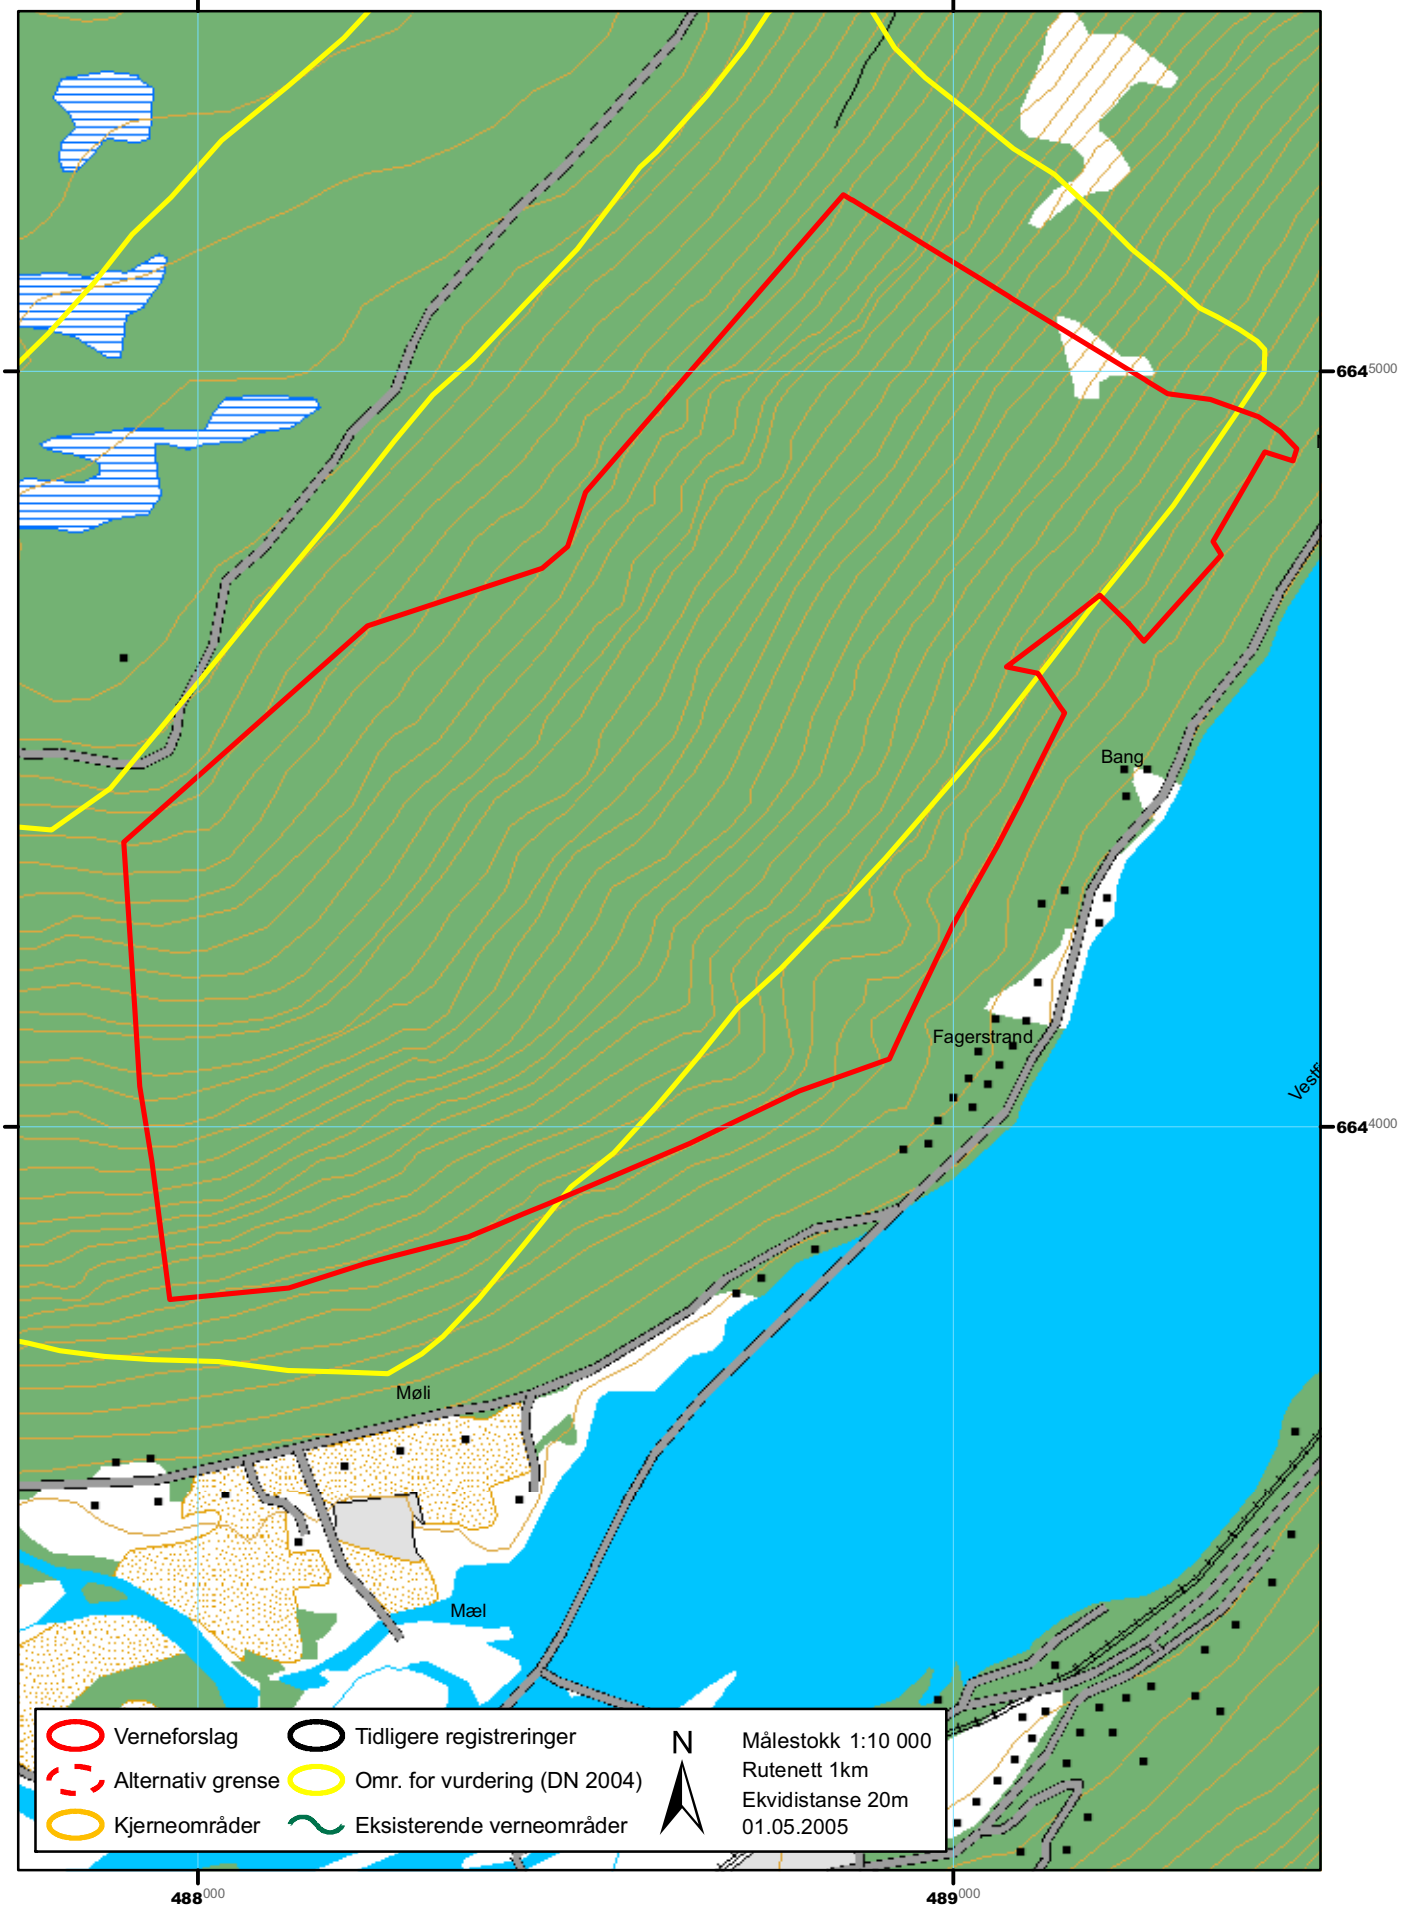 6645000
Bang
Fagerstrand
Vestf
6644000
Møli
Mæl
Verneforslag
Tidligere registreringer
Alternativ grense
Omr. for vurdering (DN 2004)
Kjerneområder
Eksisterende verneområder
N
Målestokk 1:10 000
Rutenett 1km
Ekvidistanse 20m
01.05.2005
488000
489000